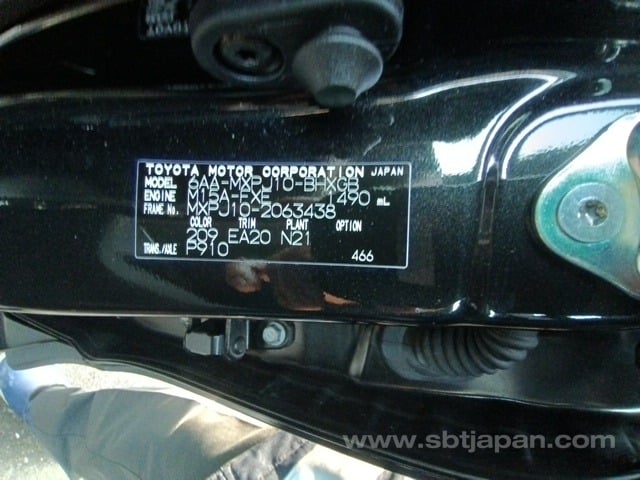 TOYOTA MOTOR CORPORATION JAPAN
MODEL 6AA-MXPJ10-BHXGB
ENGINE M15A-FXE 1490 mL
FRAME No. MXPJ10-2063438
COLOR TRIM PLANT OPTION
209 EA20 N21
TRANS./AXLE P910
466
www.sbtjapan.com